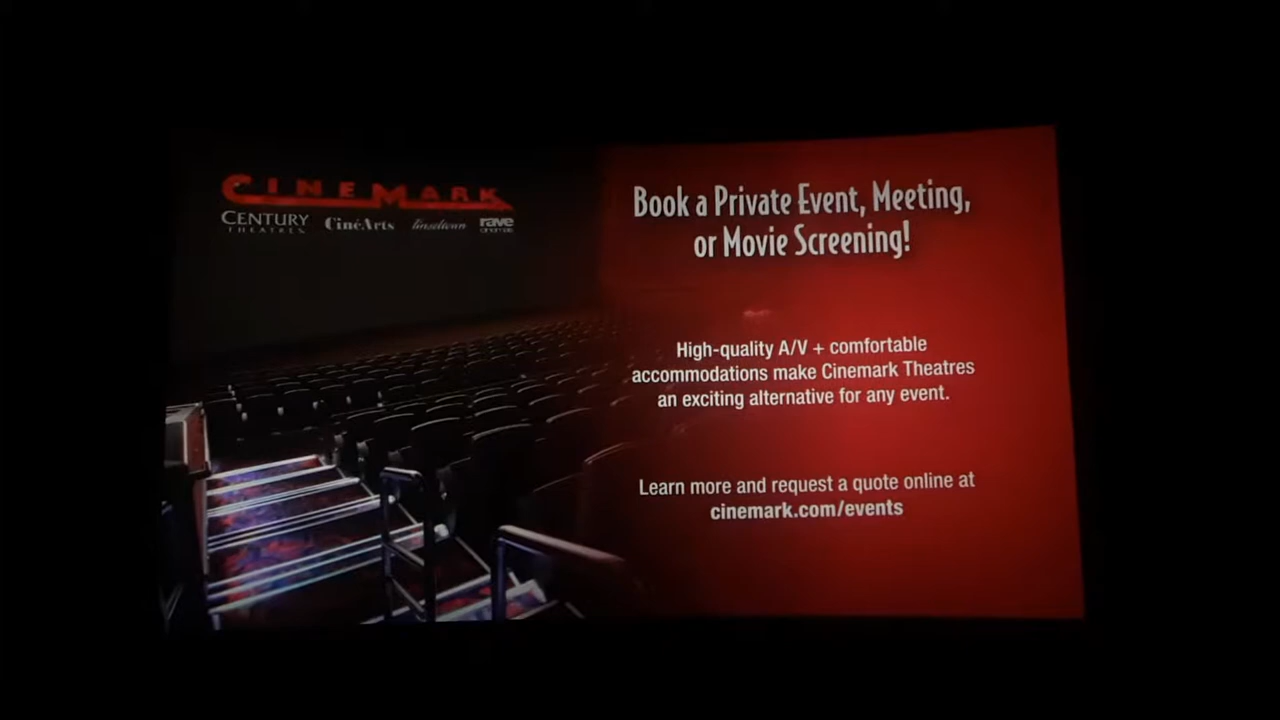 CINEMARK
CENTURY THEATRES CinéArts Tinseltown rave cinemas
Book a Private Event, Meeting,
or Movie Screening!
High-quality A/V + comfortable
accommodations make Cinemark Theatres
an exciting alternative for any event.
Learn more and request a quote online at
cinemark.com/events